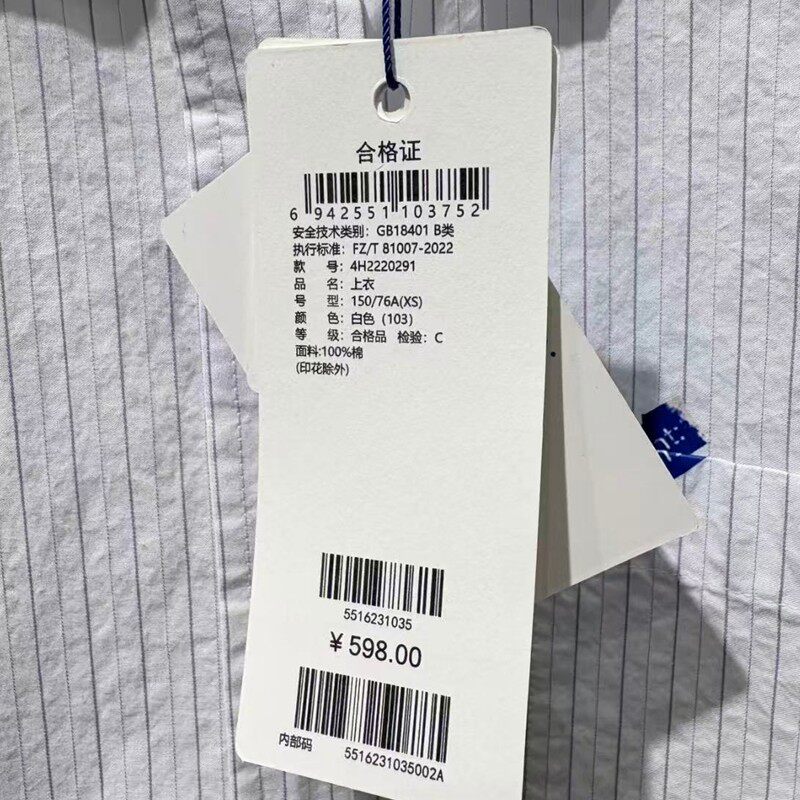 合格证
6 942551 103752
安全技术类别：GB18401 B类
执行标准：FZ/T 81007-2022
款 号：4H2220291
品 名：上衣
号 型：150/76A(XS)
颜 色：白色（103）
等 级：合格品 检验：C
面料:100%棉
(印花除外)
5516231035
￥598.00
内部码 5516231035002A